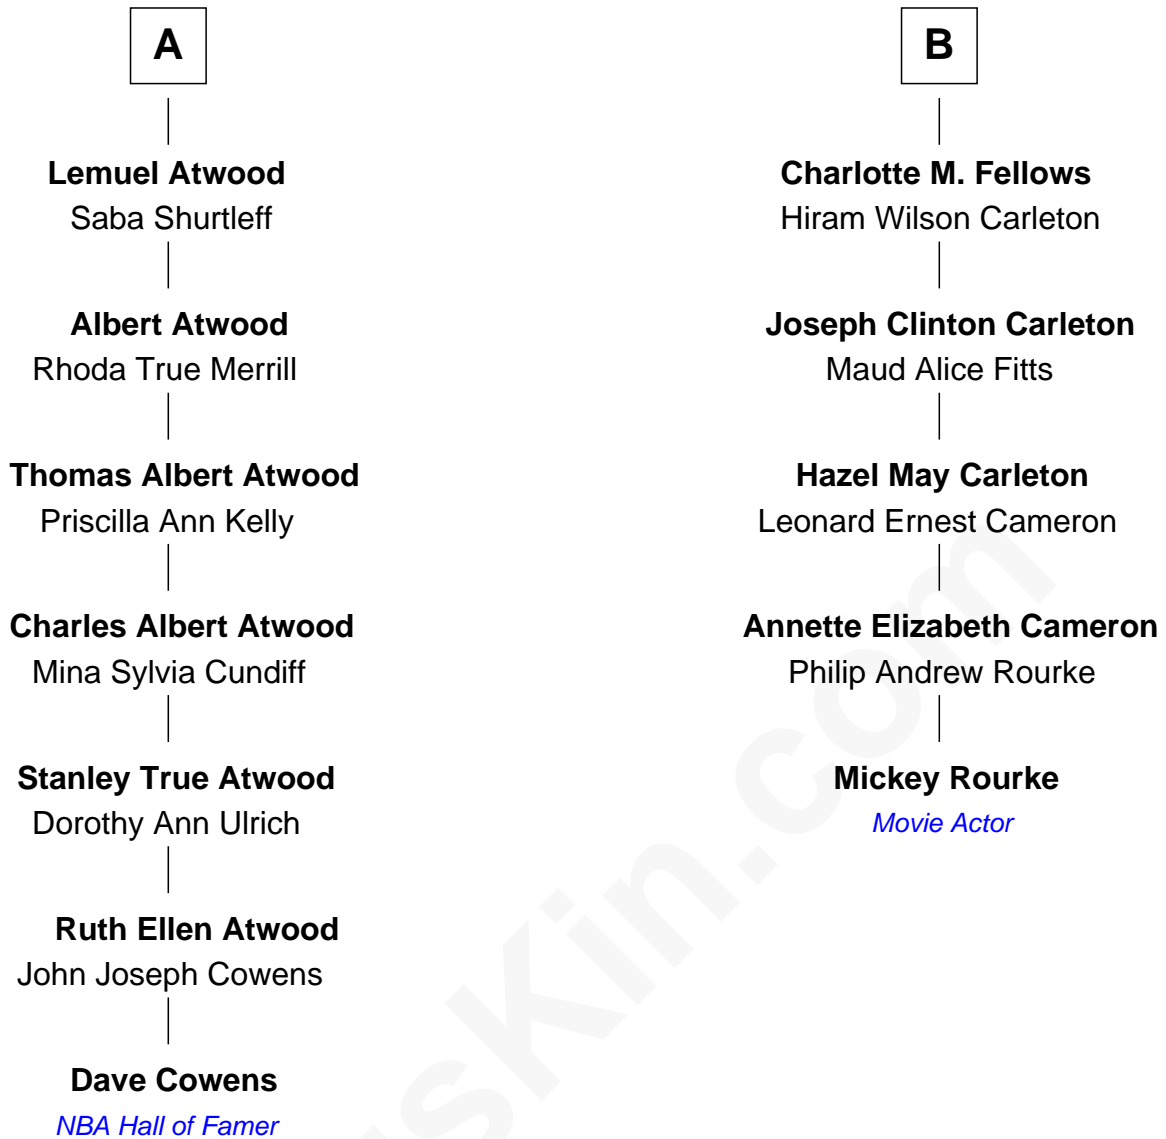 A
Lemuel Atwood
Saba Shurtleff
Albert Atwood
Rhoda True Merrill
Thomas Albert Atwood
Priscilla Ann Kelly
Charles Albert Atwood
Mina Sylvia Cundiff
Stanley True Atwood
Dorothy Ann Ulrich
Ruth Ellen Atwood
John Joseph Cowens
Dave Cowens
NBA Hall of Famer
B
Charlotte M. Fellows
Hiram Wilson Carleton
Joseph Clinton Carleton
Maud Alice Fitts
Hazel May Carleton
Leonard Ernest Cameron
Annette Elizabeth Cameron
Philip Andrew Rourke
Mickey Rourke
Movie Actor